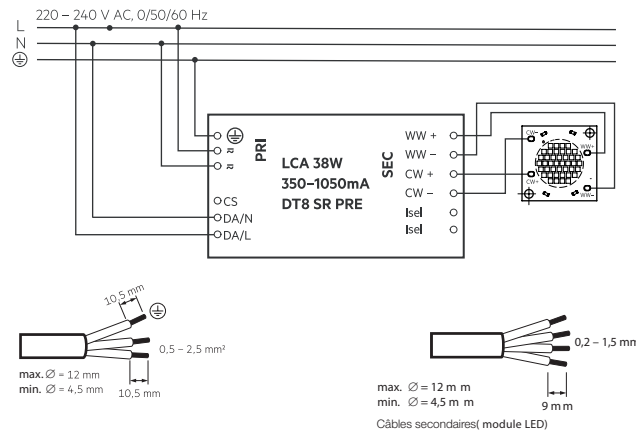 220 – 240 V AC, 0/50/60 Hz
L
N
PRI
LCA 38W
350–1050mA
DT8 SR PRE
SEC
≂
≂
CS
DA/N
DA/L
WW +
WW –
CW +
CW –
Isel
Isel
CW–
WW+
CW+
WW–
10,5 mm
0,5 – 2,5 mm²
max. ∅ = 12 mm
min. ∅ = 4,5 mm
10,5 mm
0,2 – 1,5 mm
max. ∅ = 12 m m
min. ∅ = 4,5 m m
9 m m
Câbles secondaires( module LED)